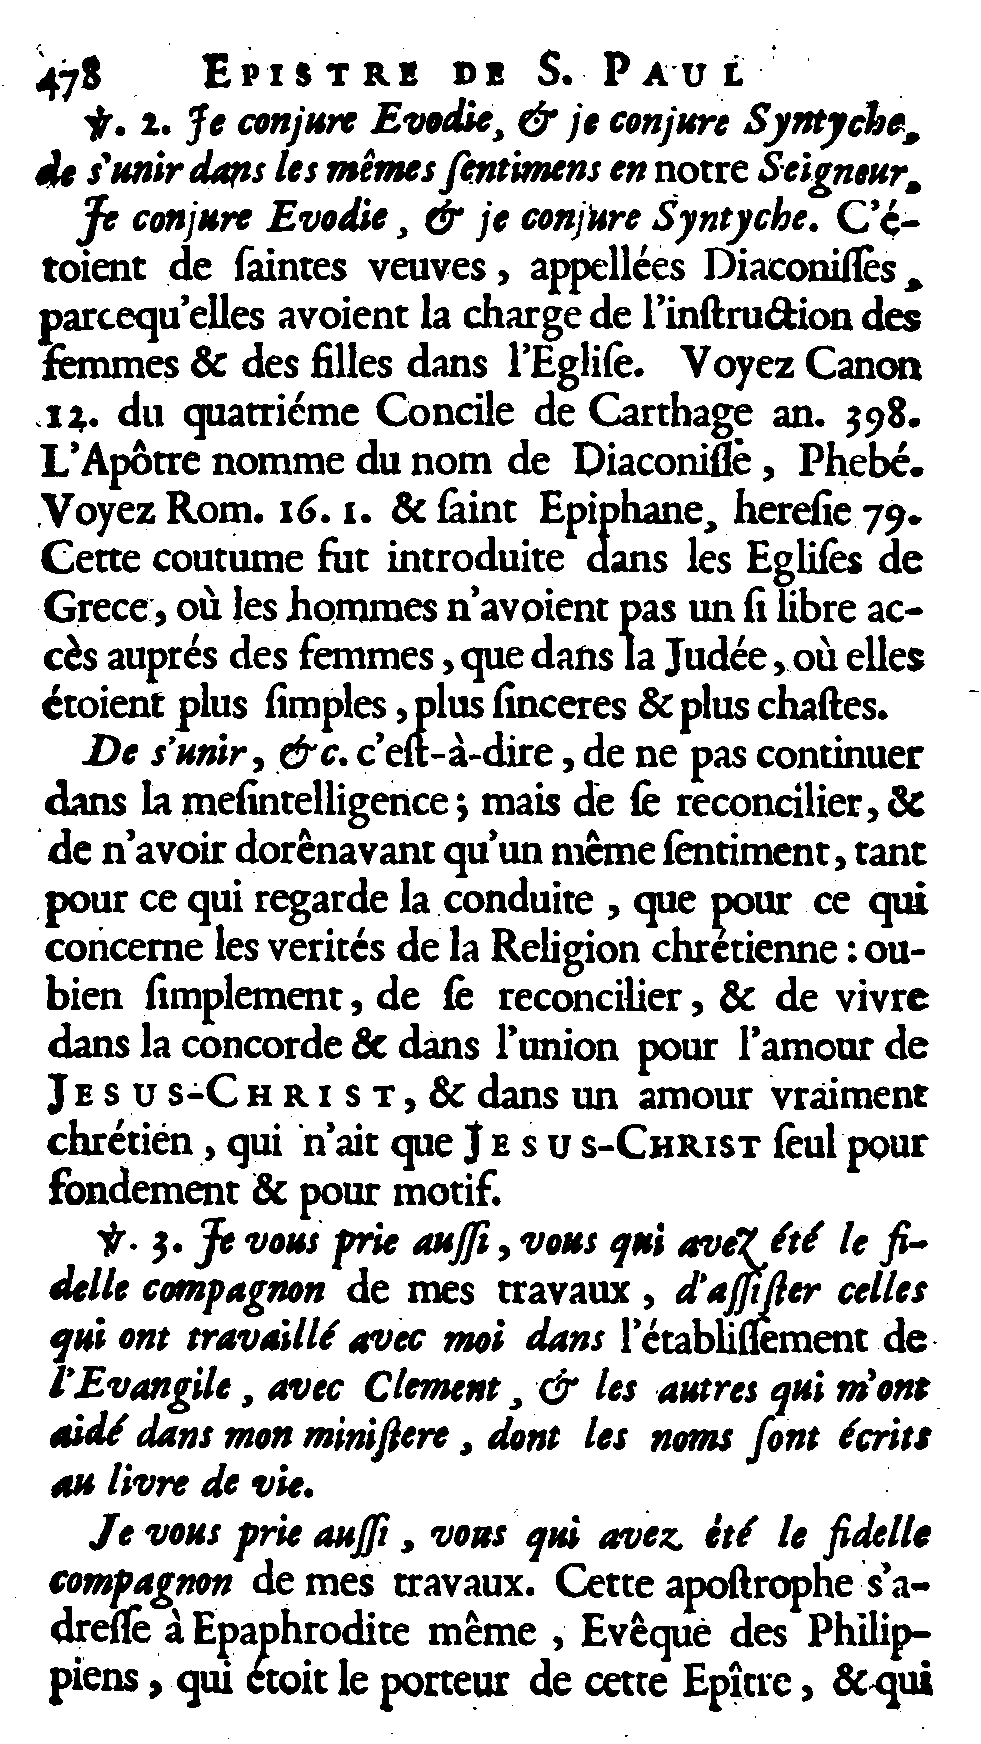 478 EPISTRE DE S. PAUL
℣. 2. Je conjure Evodie, & je conjure Syntyche,
de s'unir dans les mêmes ſentimens en notre Seigneur.
Je conjure Evodie, & je conjure Syntyche. C'é-
toient de ſaintes veuves, appellées Diaconiſſes,
parcequ'elles avoient la charge de l'inſtruction des
femmes & des filles dans l'Egliſe. Voyez Canon
12. du quatriéme Concile de Carthage an. 398.
L'Apôtre nomme du nom de Diaconiſſe, Phebé.
Voyez Rom. 16. 1. & ſaint Epiphane, hereſie 79.
Cette coutume fut introduite dans les Egliſes de
Grece, où les hommes n'avoient pas un ſi libre ac-
cès auprés des femmes, que dans la Judée, où elles
étoient plus ſimples, plus ſinceres & plus chaſtes.
De s'unir, &c. c'eſt-à-dire, de ne pas continuer
dans la meſintelligence; mais de ſe reconcilier, &
de n'avoir dorênavant qu'un même ſentiment, tant
pour ce qui regarde la conduite, que pour ce qui
concerne les verités de la Religion chrétienne: ou-
bien ſimplement, de ſe reconcilier, & de vivre
dans la concorde & dans l'union pour l'amour de
JESUS-CHRIST, & dans un amour vraiment
chrétien, qui n'ait que JESUS-CHRIST ſeul pour
fondement & pour motif.
℣. 3. Je vous prie auſſi, vous qui avez été le fi-
delle compagnon de mes travaux, d'aſſiſter celles
qui ont travaillé avec moi dans l'établiſſement de
l'Evangile, avec Clement, & les autres qui m'ont
aidé dans mon miniſtere, dont les noms ſont écrits
au livre de vie.
Je vous prie auſſi, vous qui avez été le fidelle
compagnon de mes travaux. Cette apoſtrophe s'a-
dreſſe à Epaphrodite même, Evêque des Philip-
piens, qui étoit le porteur de cette Epître, & qui